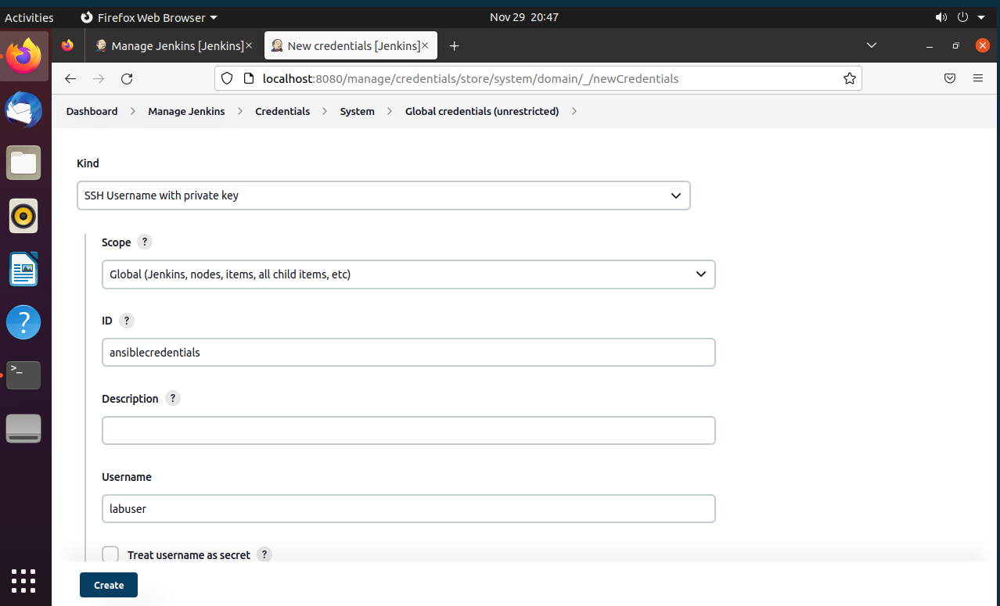 Activities Firefox Web Browser Nov 29 20:47
Manage Jenkins [Jenkins] New credentials [Jenkins]
localhost:8080/manage/credentials/store/system/domain/_/newCredentials
Dashboard > Manage Jenkins > Credentials > System > Global credentials (unrestricted) >
Kind
SSH Username with private key
Scope ?
Global (Jenkins, nodes, items, all child items, etc)
ID ?
ansiblecredentials
Description ?
Username
labuser
Treat username as secret ?
Create